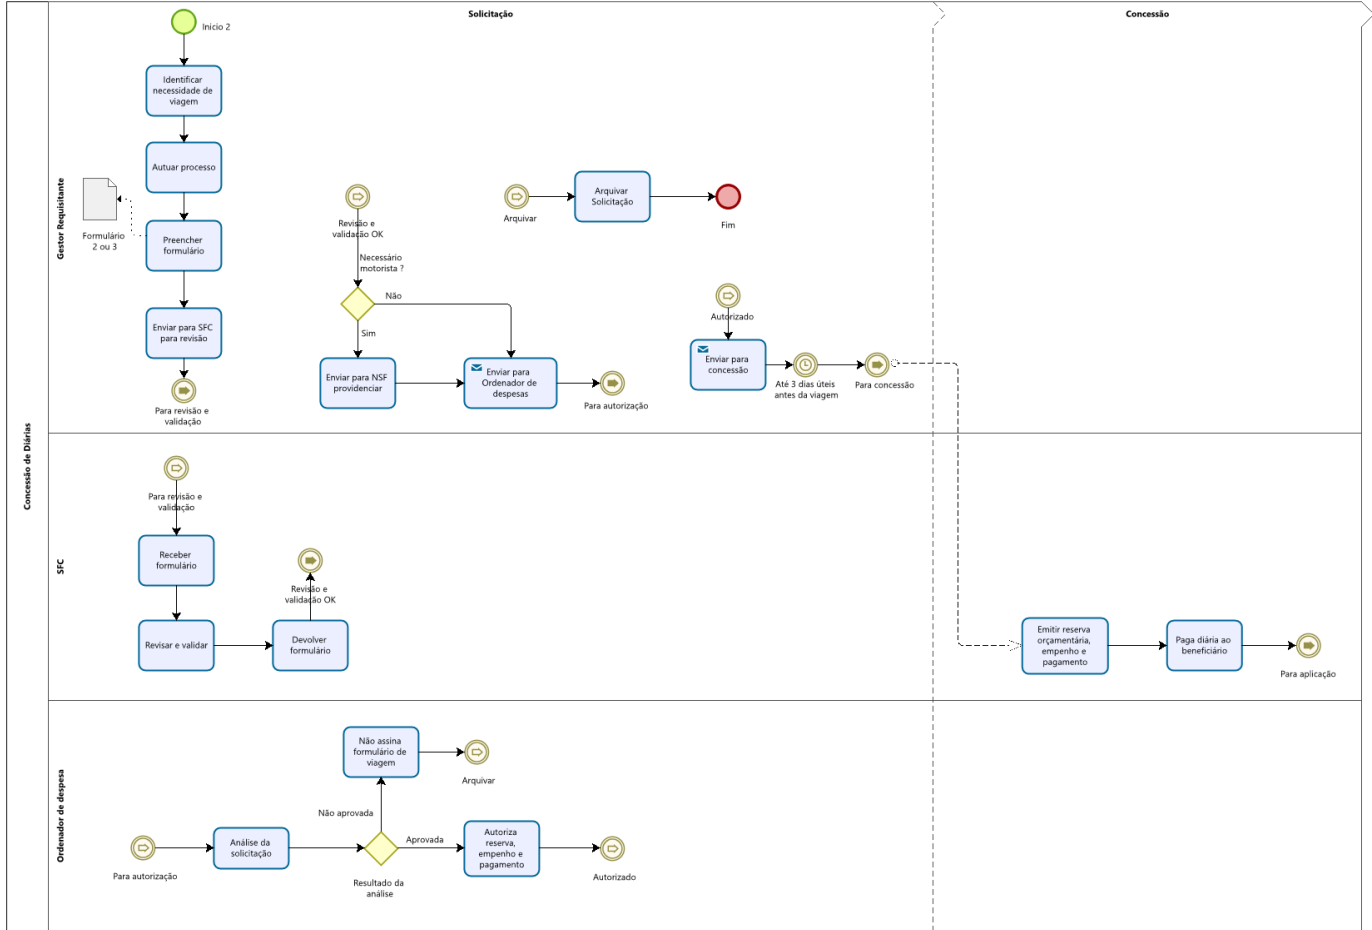 Solicitação
Concessão
Concessão de Diárias
Gestor Requisitante
Inicio 2
Identificar
necessidade de
viagem
Autuar processo
Formulário
2 ou 3
Preencher
formulário
Enviar para SFC
para revisão
Para revisão e
validação
Revisão e
validação OK
Necessário
motorista ?
Não
Sim
Enviar para NSF
providenciar
Enviar para
Ordenador de
despesas
Para autorização
Arquivar
Arquivar
Solicitação
Fim
Autorizado
Enviar para
concessão
Até 3 dias úteis
antes da viagem
Para concessão
SFC
Para revisão e
validação
Receber
formulário
Revisar e validar
Devolver
formulário
Revisão e
validação OK
Emitir reserva
orçamentária,
empenho e
pagamento
Paga diária ao
beneficiário
Para aplicação
Ordenador de despesa
Para autorização
Análise da
solicitação
Resultado da
análise
Não aprovada
Não assina
formulário de
viagem
Arquivar
Aprovada
Autoriza
reserva,
empenho e
pagamento
Autorizado